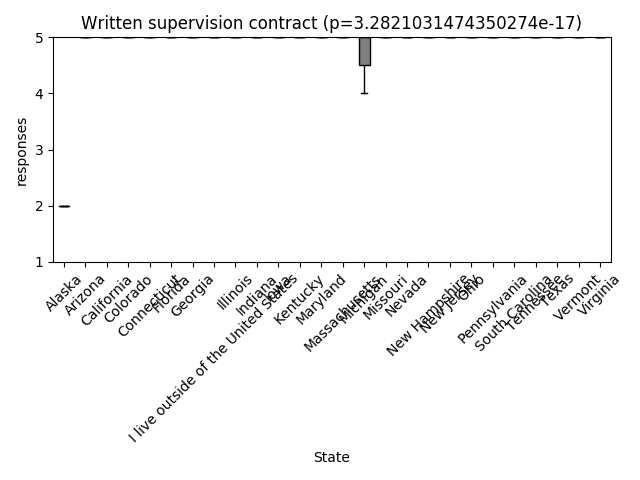 Written supervision contract (p=3.2821031474350274e-17)
5
4
3
2
1
responses
Alaska
Arizona
California
Colorado
Connecticut
Florida
Georgia
I live outside of the United States
Illinois
Indiana
Iowa
Kentucky
Maryland
Massachusetts
Michigan
Missouri
Nevada
New Hampshire
New Jersey
Ohio
Pennsylvania
South Carolina
Tennesse
Texas
Vermont
Virginia
State